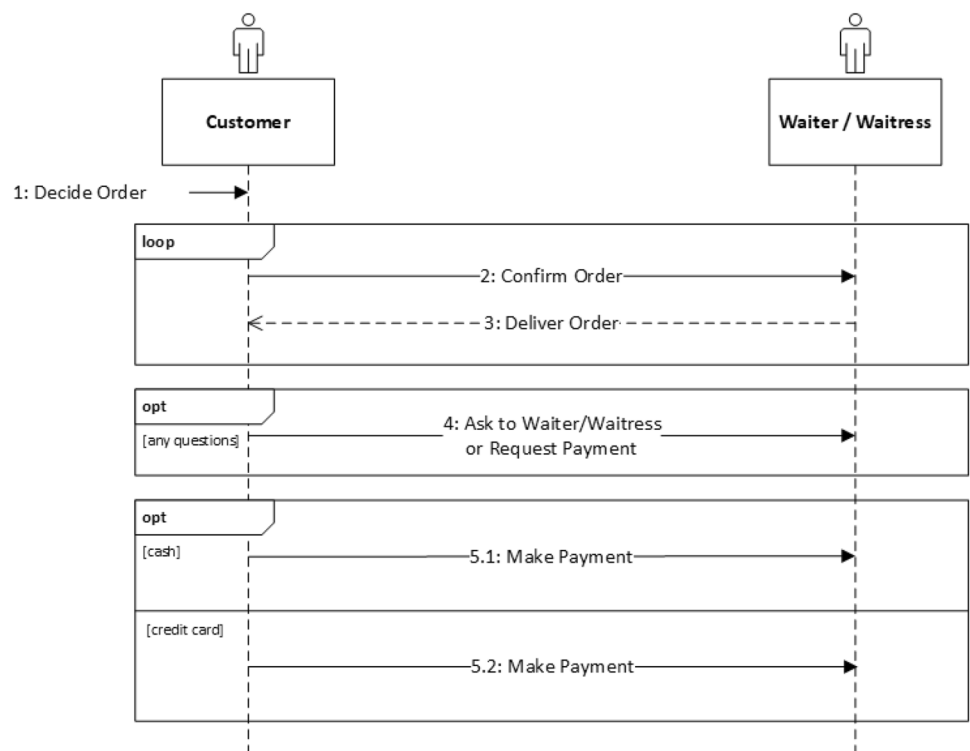 Customer
Waiter / Waitress
1: Decide Order
loop
2: Confirm Order
3: Deliver Order
opt
[any questions]
4: Ask to Waiter/Waitress
or Request Payment
opt
[cash]
5.1: Make Payment
[credit card]
5.2: Make Payment